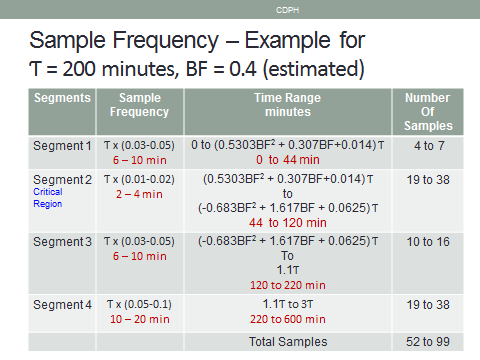 CDPH
Sample Frequency – Example for
T = 200 minutes, BF = 0.4 (estimated)
Segments Sample Frequency Time Range minutes Number Of Samples
Segment 1 T x (0.03-0.05) 0 to (0.5303BF² + 0.307BF+0.014)T 4 to 7
6 – 10 min 0 to 44 min
Segment 2 T x (0.01-0.02) (0.5303BF² + 0.307BF+0.014)T 19 to 38
Critical 2 – 4 min to
Region (-0.683BF² + 1.617BF + 0.0625)T
44 to 120 min
Segment 3 T x (0.03-0.05) (-0.683BF² + 1.617BF + 0.0625)T 10 to 16
6 – 10 min To
1.1T
120 to 220 min
Segment 4 T x (0.05-0.1) 1.1T to 3T 19 to 38
10 – 20 min 220 to 600 min
Total Samples 52 to 99